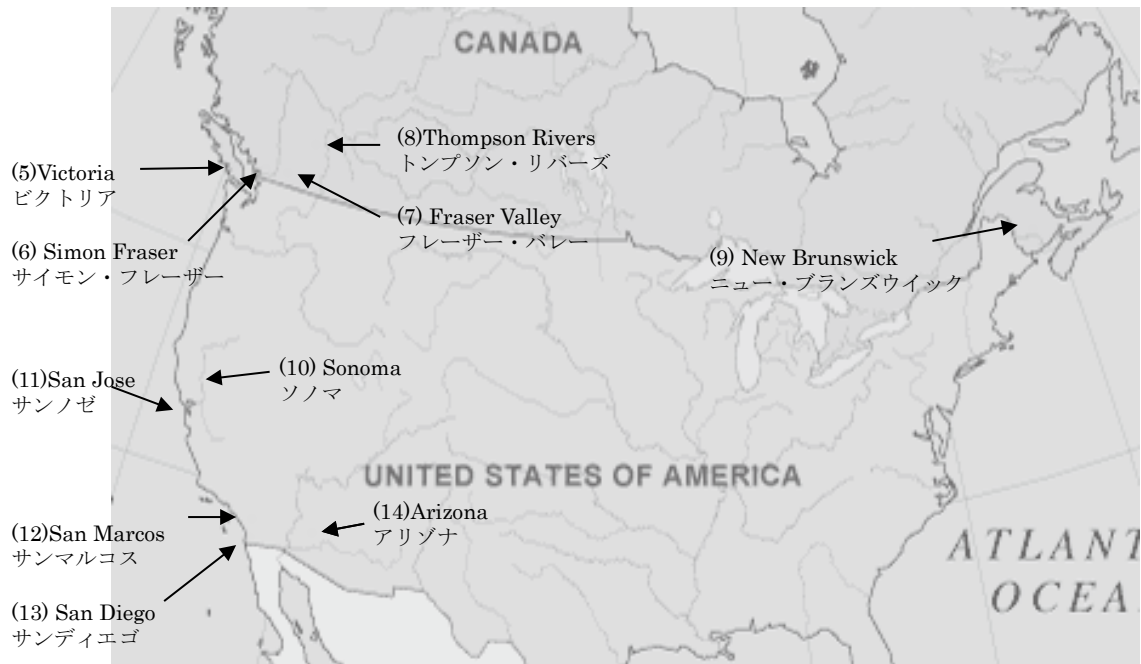 CANADA
(8)Thompson Rivers
トンプソン・リバーズ
(5)Victoria
ビクトリア
(7) Fraser Valley
フレーザー・バレー
(6) Simon Fraser
サイモン・フレーザー
(9) New Brunswick
ニュー・ブランズウイック
(10) Sonoma
ソノマ
(11)San Jose
サンノゼ
UNITED STATES OF AMERICA
(14)Arizona
アリゾナ
(12)San Marcos
サンマルコス
(13) San Diego
サンディエゴ
ATLANT
OCEA